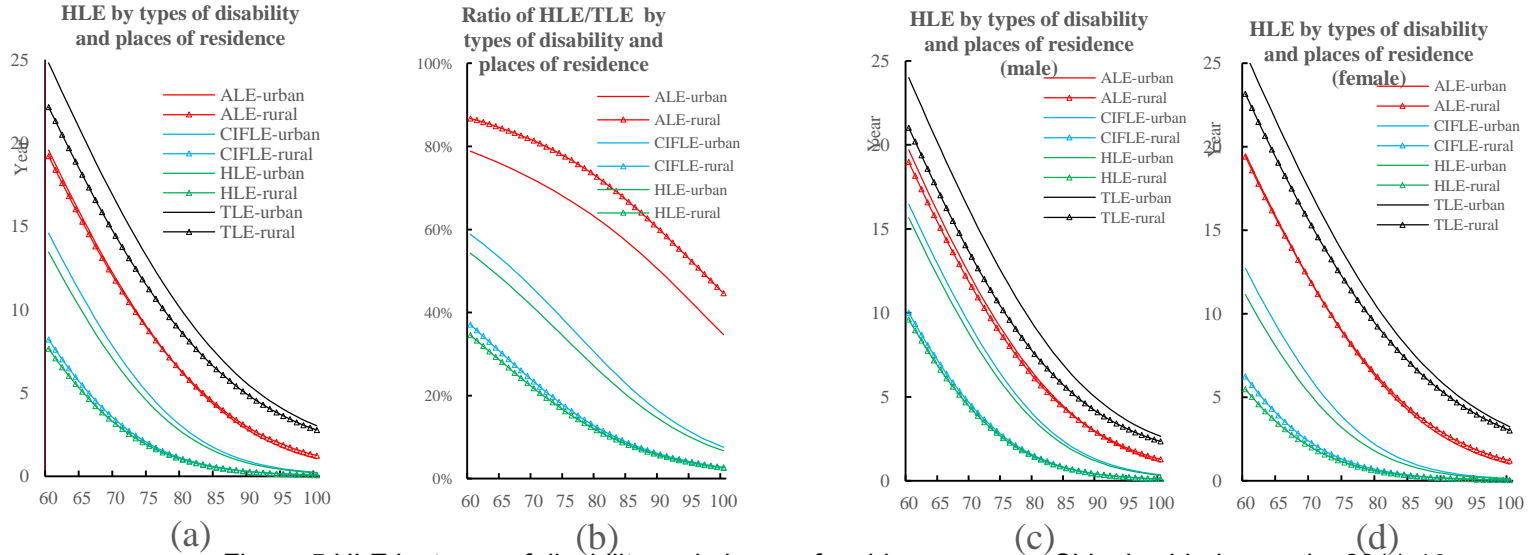 HLE by types of disability
and places of residence
25
20
15
10
5
0
Year
ALE-urban
ALE-rural
CIFLE-urban
CIFLE-rural
HLE-urban
HLE-rural
TLE-urban
TLE-rural
60 65 70 75 80 85 90 95 100
(a)
Ratio of HLE/TLE by
types of disability and
places of residence
100%
80%
60%
40%
20%
0%
ALE-urban
ALE-rural
CIFLE-urban
CIFLE-rural
HLE-urban
HLE-rural
60 65 70 75 80 85 90 95 100
(b)
HLE by types of disability
and places of residence
(male)
25
20
15
10
5
0
Year
ALE-urban
ALE-rural
CIFLE-urban
CIFLE-rural
HLE-urban
HLE-rural
TLE-urban
TLE-rural
60 65 70 75 80 85 90 95 100
(c)
HLE by types of disability
and places of residence
(female)
25
20
15
10
5
0
Year
ALE-urban
ALE-rural
CIFLE-urban
CIFLE-rural
HLE-urban
HLE-rural
TLE-urban
TLE-rural
60 65 70 75 80 85 90 95 100
(d)